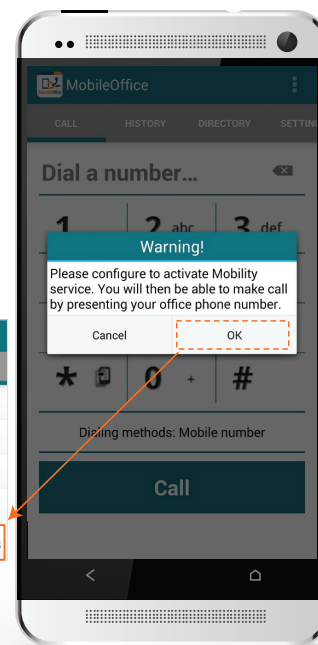 MobileOffice
CALL HISTORY DIRECTORY SETTIN
Dial a number...
1 2 abc 3 def
Warning!
Please configure to activate Mobility
service. You will then be able to make call
by presenting your office phone number.
Cancel OK
* 0 + #
Dialing methods: Mobile number
Call